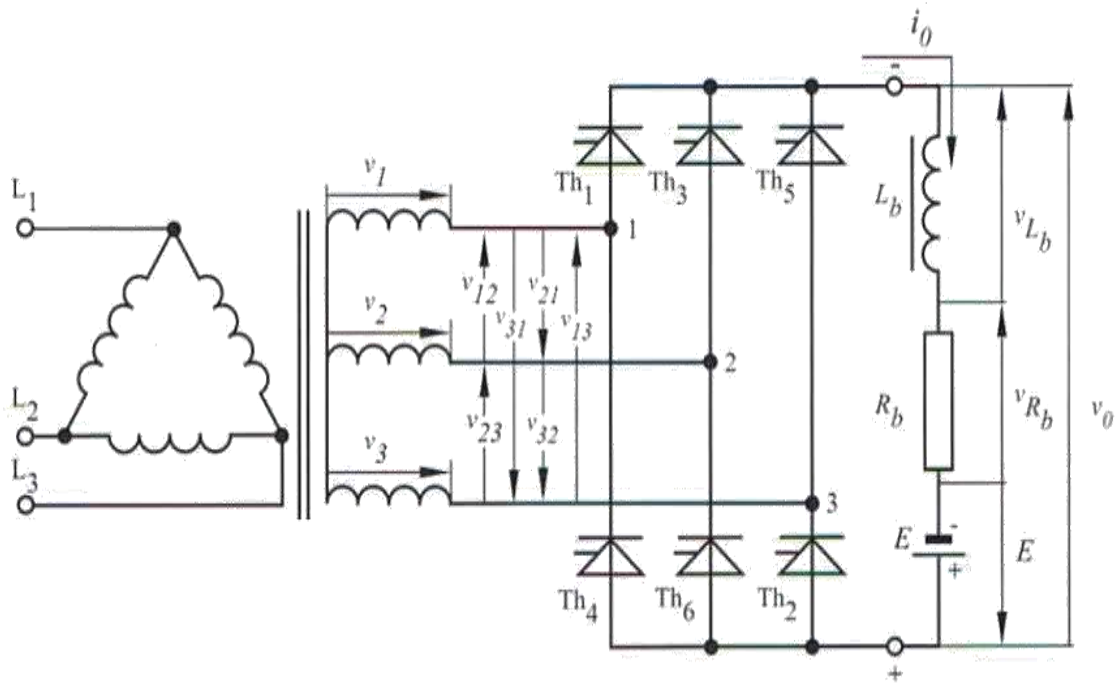 i0
-
L1
v1
Th1
Th3
Th5
Lb
vLb
1
v12
v21
v31
v13
v2
2
L2
Rb
vRb
v0
v23
v32
L3
v3
3
E
-
E
+
Th4
Th6
Th2
+